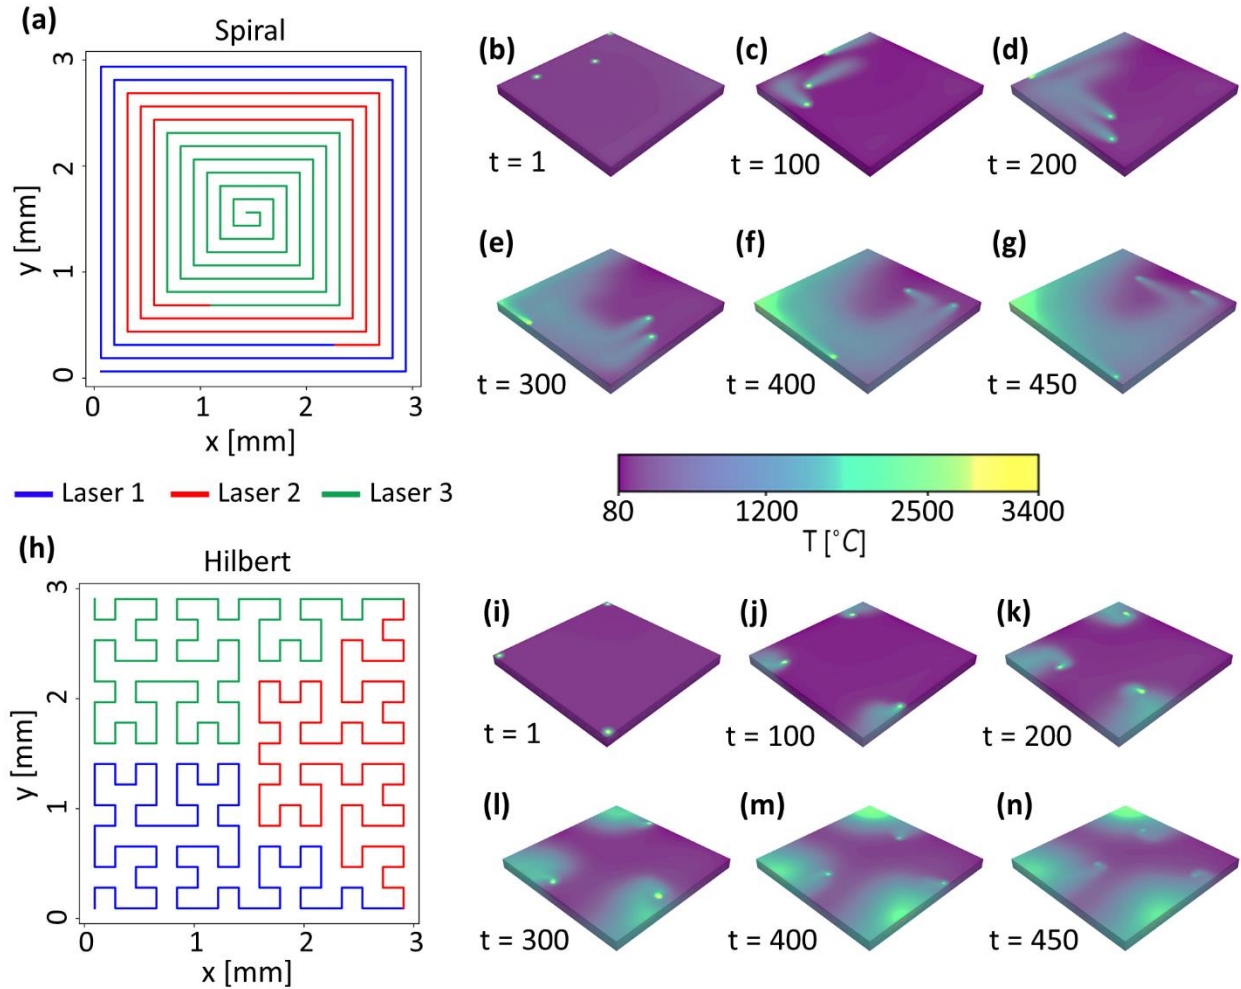 (a)
Spiral
3
2
1
0
y [mm]
0 1 2 3
x [mm]
(b)
t = 1
(c)
t = 100
(d)
t = 200
(e)
t = 300
(f)
t = 400
(g)
t = 450
Laser 1 Laser 2 Laser 3
80 1200 2500 3400
T [°C]
(h)
Hilbert
3
2
1
0
y [mm]
0 1 2 3
x [mm]
(i)
t = 1
(j)
t = 100
(k)
t = 200
(l)
t = 300
(m)
t = 400
(n)
t = 450